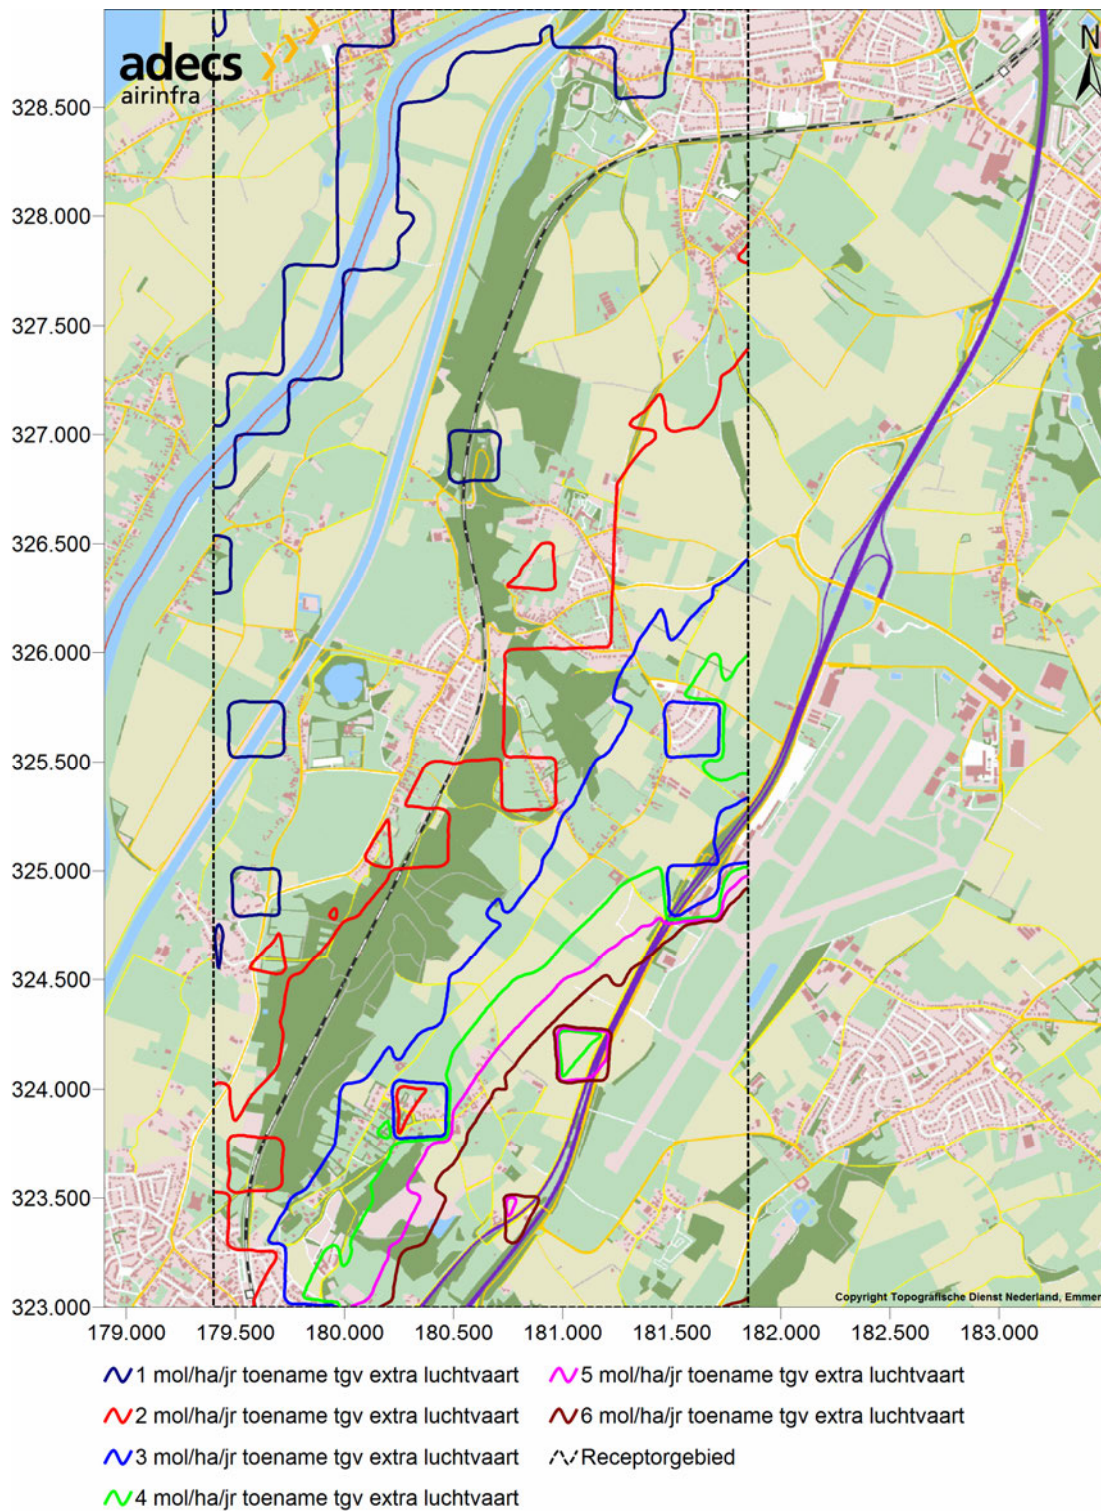 adecs
airinfra
N
328.500
328.000
327.500
327.000
326.500
326.000
325.500
325.000
324.500
324.000
323.500
323.000
Copyright Topografische Dienst Nederland, Emmen
179.000 179.500 180.000 180.500 181.000 181.500 182.000 182.500 183.000
1 mol/ha/jr toename tgv extra luchtvaart
2 mol/ha/jr toename tgv extra luchtvaart
3 mol/ha/jr toename tgv extra luchtvaart
4 mol/ha/jr toename tgv extra luchtvaart
5 mol/ha/jr toename tgv extra luchtvaart
6 mol/ha/jr toename tgv extra luchtvaart
Receptorgebied